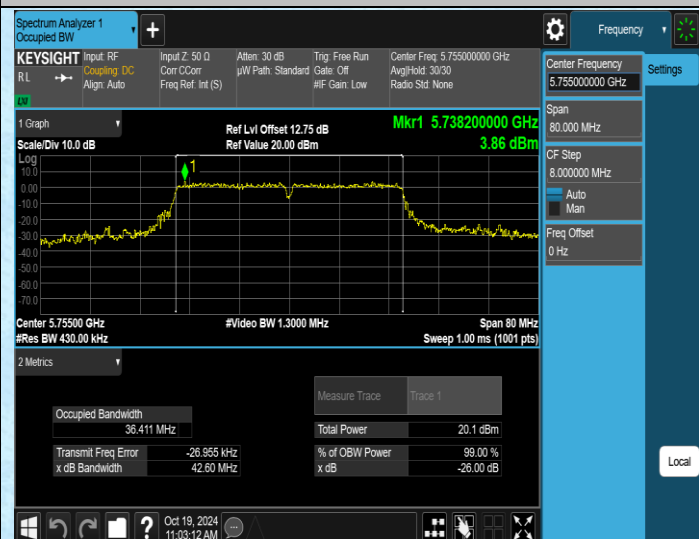 Spectrum Analyzer 1
Occupied BW
Frequency
KEYSIGHT
RL
LM
Input: RF
Coupling: DC
Align: Auto
Input Z: 50 Ω
Corr CCorr
Freq Ref: Int (S)
Atten: 30 dB
µW Path: Standard
Trig: Free Run
Gate: Off
#IF Gain: Low
Center Freq: 5.755000000 GHz
Avg|Hold: 30/30
Radio Std: None
Center Frequency
5.755000000 GHz
Settings
Span
80.000 MHz
CF Step
8.000000 MHz
Auto
Man
Freq Offset
0 Hz
1 Graph
Scale/Div 10.0 dB
Ref Lvl Offset 12.75 dB
Ref Value 20.00 dBm
Mkr1 5.738200000 GHz
3.86 dBm
Log
10.0
0.00
-10.0
-20.0
-30.0
-40.0
-50.0
-60.0
-70.0
1
Center 5.75500 GHz
#Video BW 1.3000 MHz
Span 80 MHz
#Res BW 430.00 kHz
Sweep 1.00 ms (1001 pts)
2 Metrics
Measure Trace
Trace 1
Occupied Bandwidth
36.411 MHz
Total Power
20.1 dBm
Transmit Freq Error
-26.955 kHz
% of OBW Power
99.00 %
x dB Bandwidth
42.60 MHz
x dB
-26.00 dB
Local
?
Oct 19, 2024
11:03:12 AM